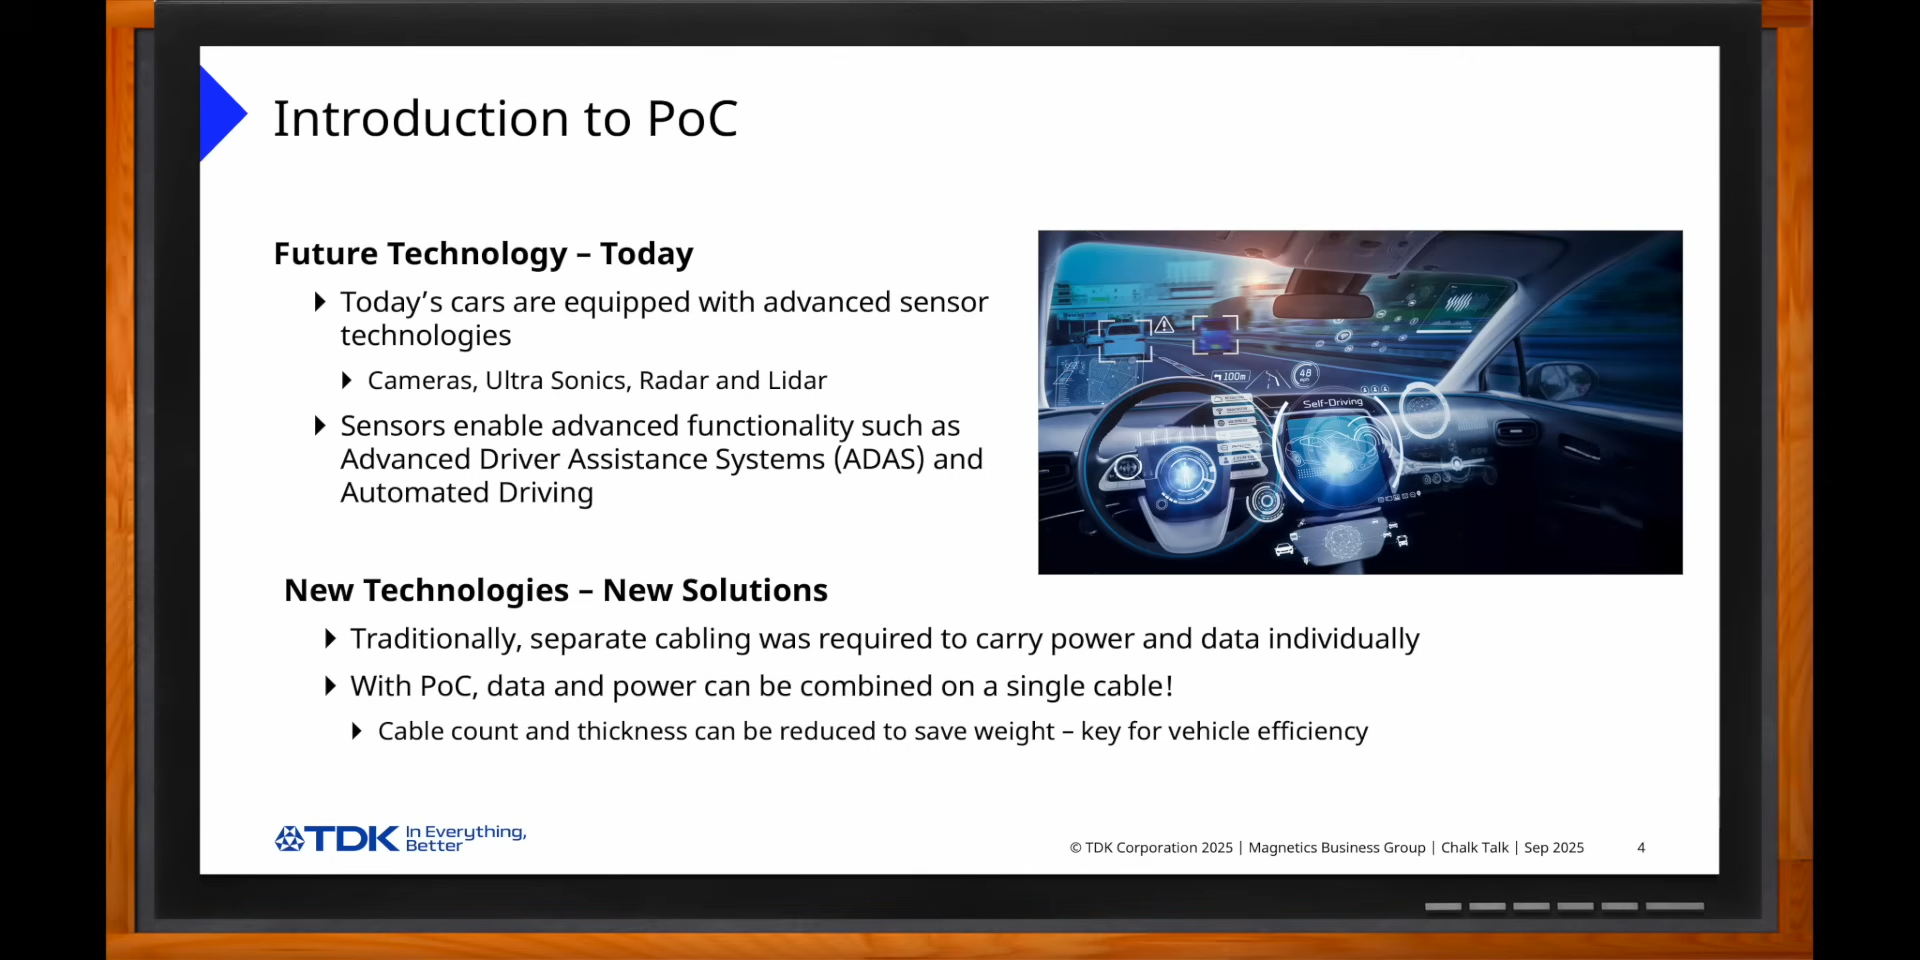 Introduction to PoC
Future Technology – Today
Today’s cars are equipped with advanced sensor
technologies
Cameras, Ultra Sonics, Radar and Lidar
Sensors enable advanced functionality such as
Advanced Driver Assistance Systems (ADAS) and
Automated Driving
100m
48
Self-Driving
New Technologies – New Solutions
Traditionally, separate cabling was required to carry power and data individually
With PoC, data and power can be combined on a single cable!
Cable count and thickness can be reduced to save weight – key for vehicle efficiency
TDK In Everything,
Better
© TDK Corporation 2025 | Magnetics Business Group | Chalk Talk | Sep 2025 4